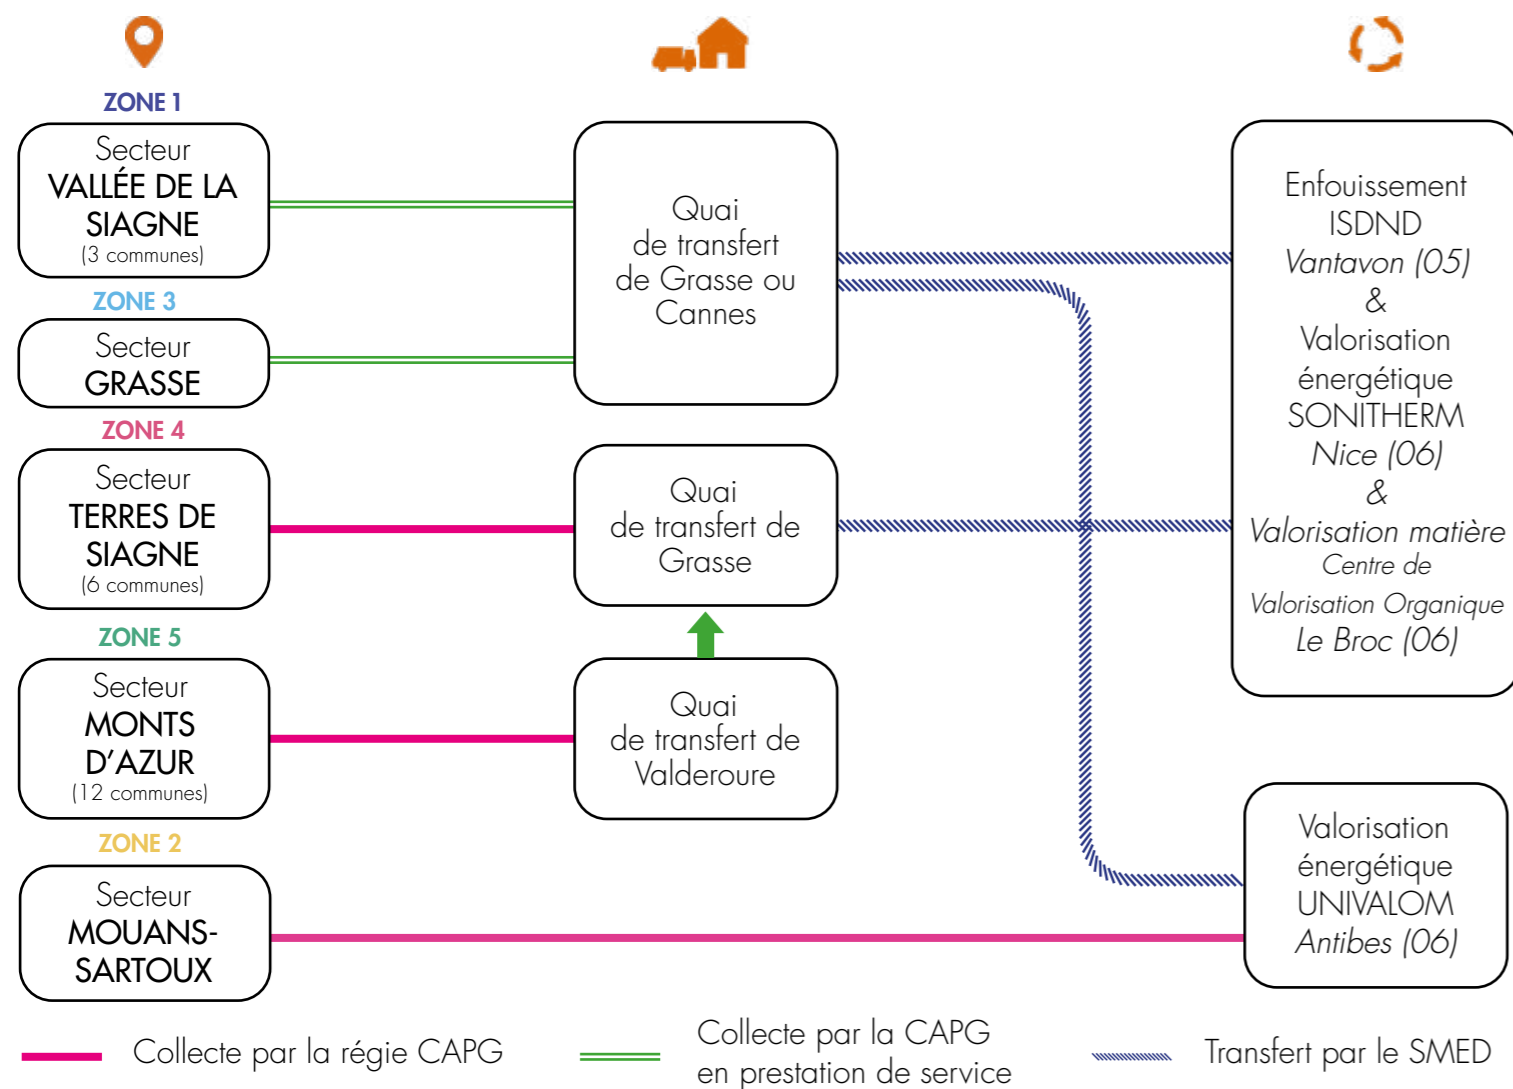 ZONE 1
Secteur
VALLÉE DE LA
SIAGNE
(3 communes)
ZONE 3
Secteur
GRASSE
ZONE 4
Secteur
TERRES DE
SIAGNE
(6 communes)
ZONE 5
Secteur
MONTS
D’AZUR
(12 communes)
ZONE 2
Secteur
MOUANS-
SARTOUX
Quai
de transfert
de Grasse ou
Cannes
Quai
de transfert de
Grasse
Quai
de transfert de
Valderoure
Enfouissement
ISDND
Vantavon (05)
&
Valorisation
énergétique
SONITHERM
Nice (06)
&
Valorisation matière
Centre de
Valorisation Organique
Le Broc (06)
Valorisation
énergétique
UNIVALOM
Antibes (06)
Collecte par la régie CAPG
Collecte par la CAPG
en prestation de service
Transfert par le SMED